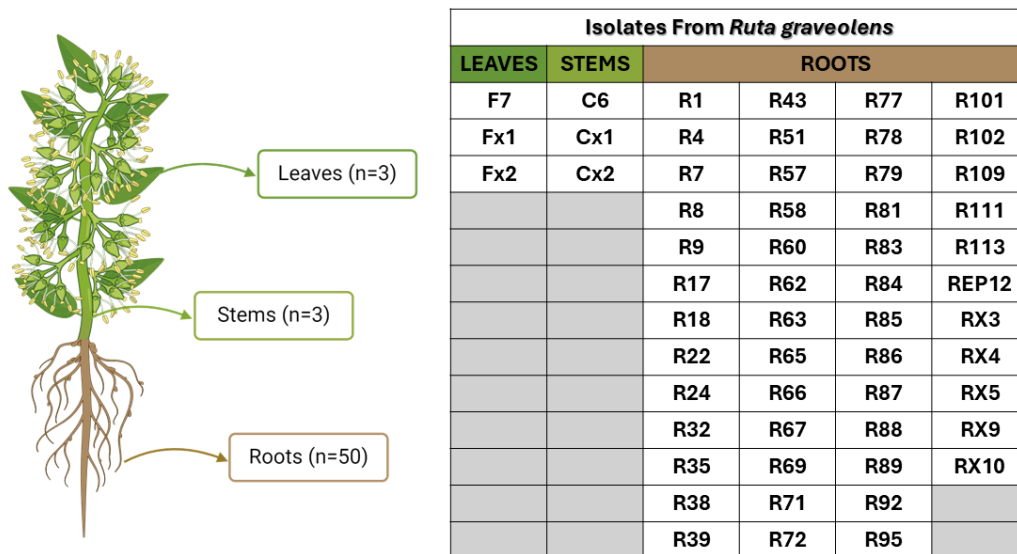 Leaves (n=3)
Stems (n=3)
Roots (n=50)
Isolates From Ruta graveolens
LEAVES STEMS ROOTS
F7 C6 R1 R43 R77 R101
Fx1 Cx1 R4 R51 R78 R102
Fx2 Cx2 R7 R57 R79 R109
R8 R58 R81 R111
R9 R60 R83 R113
R17 R62 R84 REP12
R18 R63 R85 RX3
R22 R65 R86 RX4
R24 R66 R87 RX5
R32 R67 R88 RX9
R35 R69 R89 RX10
R38 R71 R92
R39 R72 R95